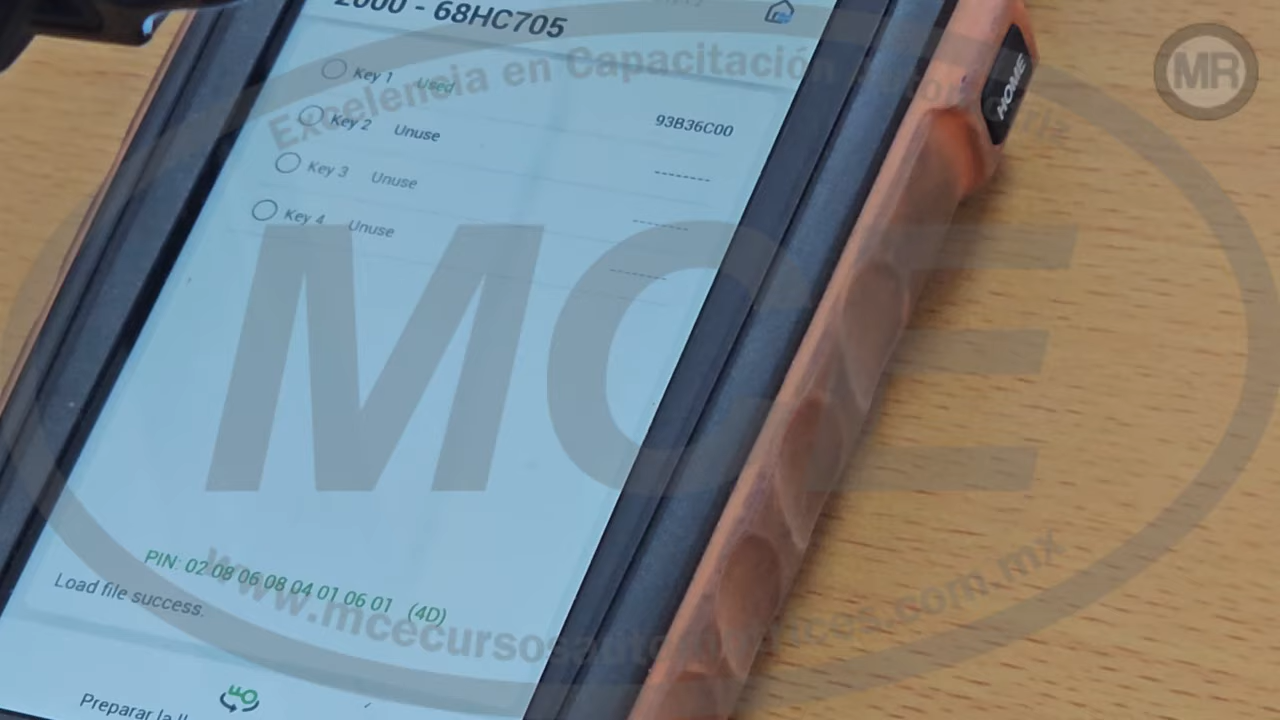 2000 - 68HC705
Key 1 Used 93B36C00
Key 2 Unuse --------
Key 3 Unuse --------
Key 4 Unuse --------
PIN: 02 08 06 08 04 01 06 01 (4D)
Load file success.
Preparar la
HOME
MR
Excelencia en Capacitación
MCE
www.mcecursosautomotrices.com.mx